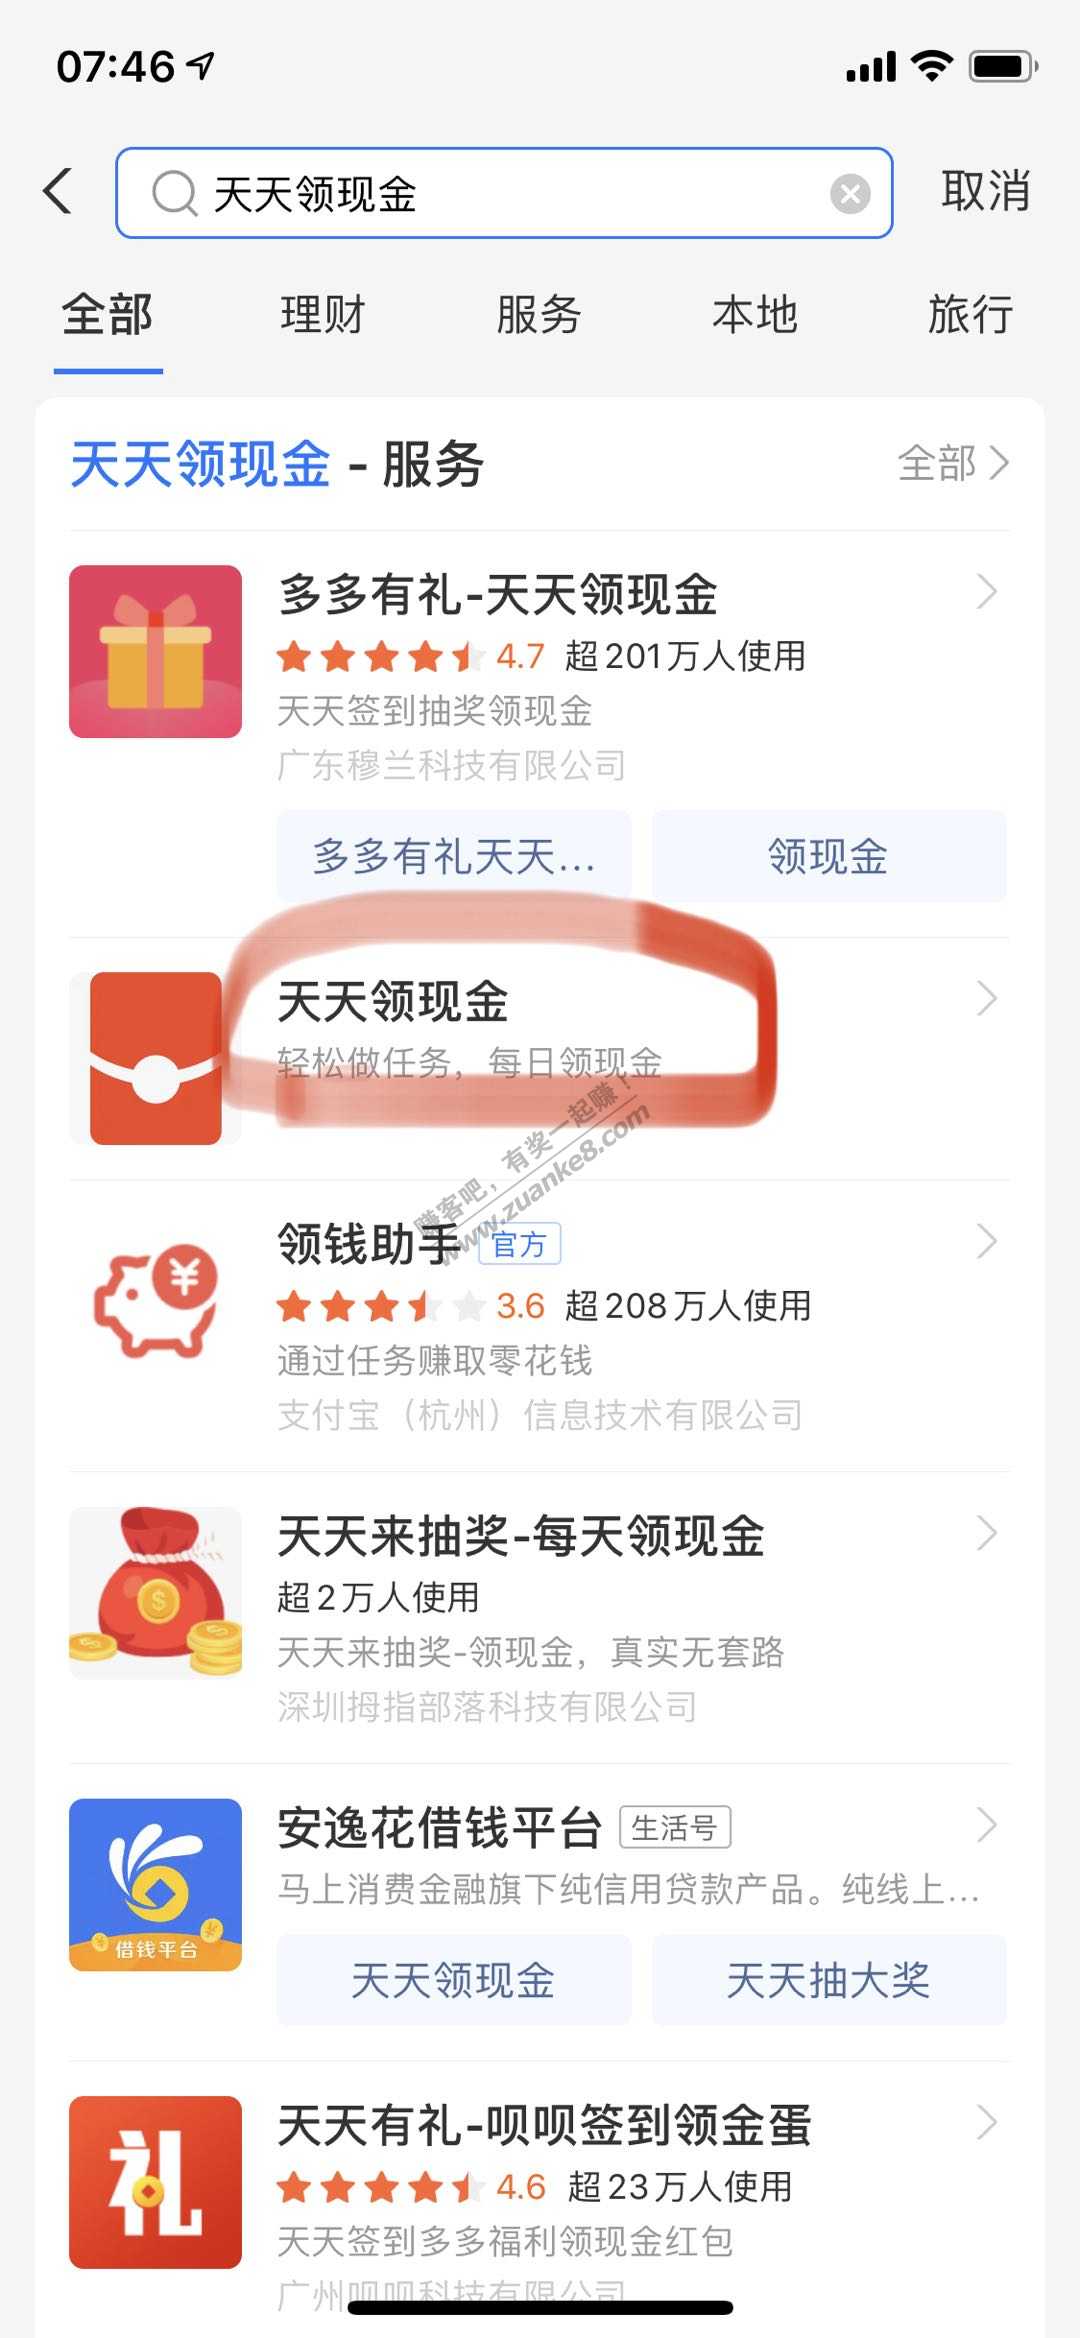 07:46
天天领现金
取消
全部 理财 服务 本地 旅行
天天领现金 - 服务 全部
多多有礼-天天领现金
4.7 超201万人使用
天天签到抽奖领现金
广东穆兰科技有限公司
多多有礼天天... 领现金
天天领现金
轻松做任务，每日领现金
赚客吧，有奖一起赚！
www.zuanke8.com
领钱助手 官方
3.6 超208万人使用
通过任务赚取零花钱
支付宝（杭州）信息技术有限公司
天天来抽奖-每天领现金
超2万人使用
天天来抽奖-领现金，真实无套路
深圳拇指部落科技有限公司
安逸花借钱平台 生活号
马上消费金融旗下纯信用贷款产品。纯线上...
借钱平台
天天领现金 天天抽大奖
礼
天天有礼-呗呗签到领金蛋
4.6 超23万人使用
天天签到多多福利领现金红包
广州呗呗科技有限公司